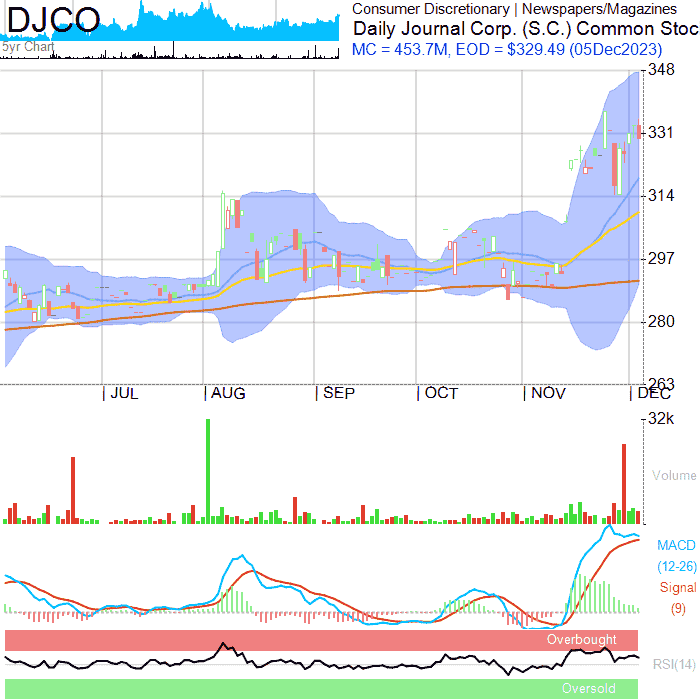 DJCO
5yr Chart
Consumer Discretionary | Newspapers/Magazines
Daily Journal Corp. (S.C.) Common Stoc
MC = 453.7M, EOD = $329.49 (05Dec2023)
348
331
314
297
280
263
| JUL | AUG | SEP | OCT | NOV | DEC
32k
Volume
MACD
(12-26)
Signal
(9)
Overbought
RSI(14)
Oversold